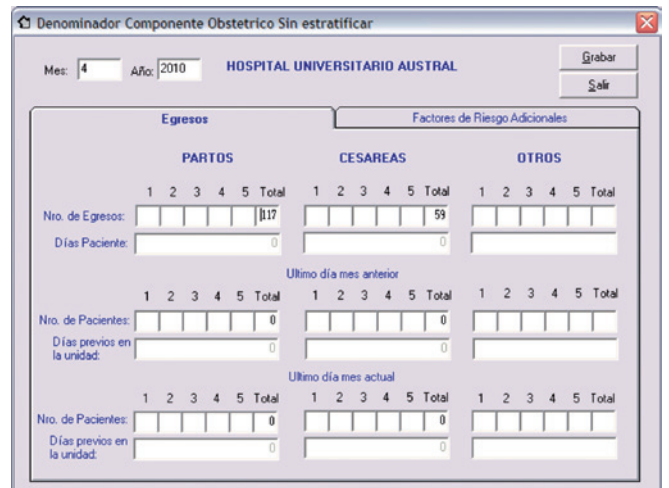 Denominador Componente Obstetrico Sin estratificar
Mes: 4 Año: 2010 HOSPITAL UNIVERSITARIO AUSTRAL Grabar
Salir
Egresos Factores de Riesgo Adicionales
PARTOS CESAREAS OTROS
1 2 3 4 5 Total 1 2 3 4 5 Total 1 2 3 4 5 Total
Nro. de Egresos: 117 59
Días Paciente: 0 0
Ultimo día mes anterior
1 2 3 4 5 Total 1 2 3 4 5 Total 1 2 3 4 5 Total
Nro. de Pacientes: 0 0
Días previos en la unidad: 0 0
Ultimo día mes actual
1 2 3 4 5 Total 1 2 3 4 5 Total 1 2 3 4 5 Total
Nro. de Pacientes: 0 0
Días previos en la unidad: 0 0